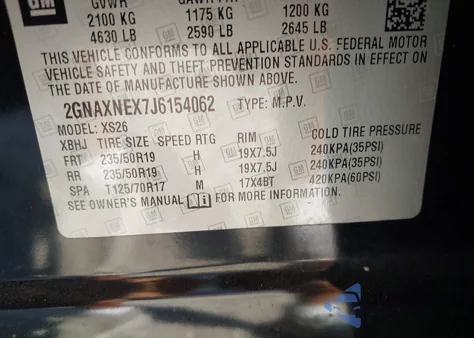 GM
GVWR GAWR FRT
2100 KG 1175 KG 1200 KG
4630 LB 2590 LB 2645 LB
THIS VEHICLE CONFORMS TO ALL APPLICABLE U.S. FEDERAL MOTOR
VEHICLE SAFETY AND THEFT PREVENTION STANDARDS IN EFFECT ON
THE DATE OF MANUFACTURE SHOWN ABOVE.
2GNAXNEX7J6154062 TYPE: M.P.V.
MODEL: XS26
XBHJ TIRE SIZE SPEED RTG RIM COLD TIRE PRESSURE
FRT 235/50R19 H 19X7.5J 240KPA(35PSI)
RR 235/50R19 H 19X7.5J 240KPA(35PSI)
SPA T125/70R17 M 17X4BT 420KPA(60PSI)
SEE OWNER'S MANUAL FOR MORE INFORMATION.